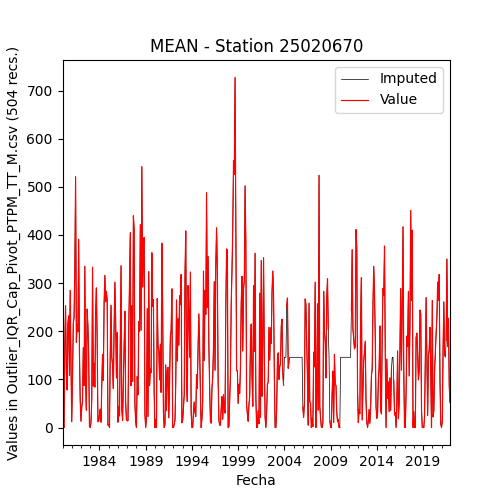 MEAN - Station 25020670
Imputed
Value
Values in Outlier_IQR_Cap_Pivot_PTPM_TT_M.csv (504 recs.)
700
600
500
400
300
200
100
0
1984 1989 1994 1999 2004 2009 2014 2019
Fecha